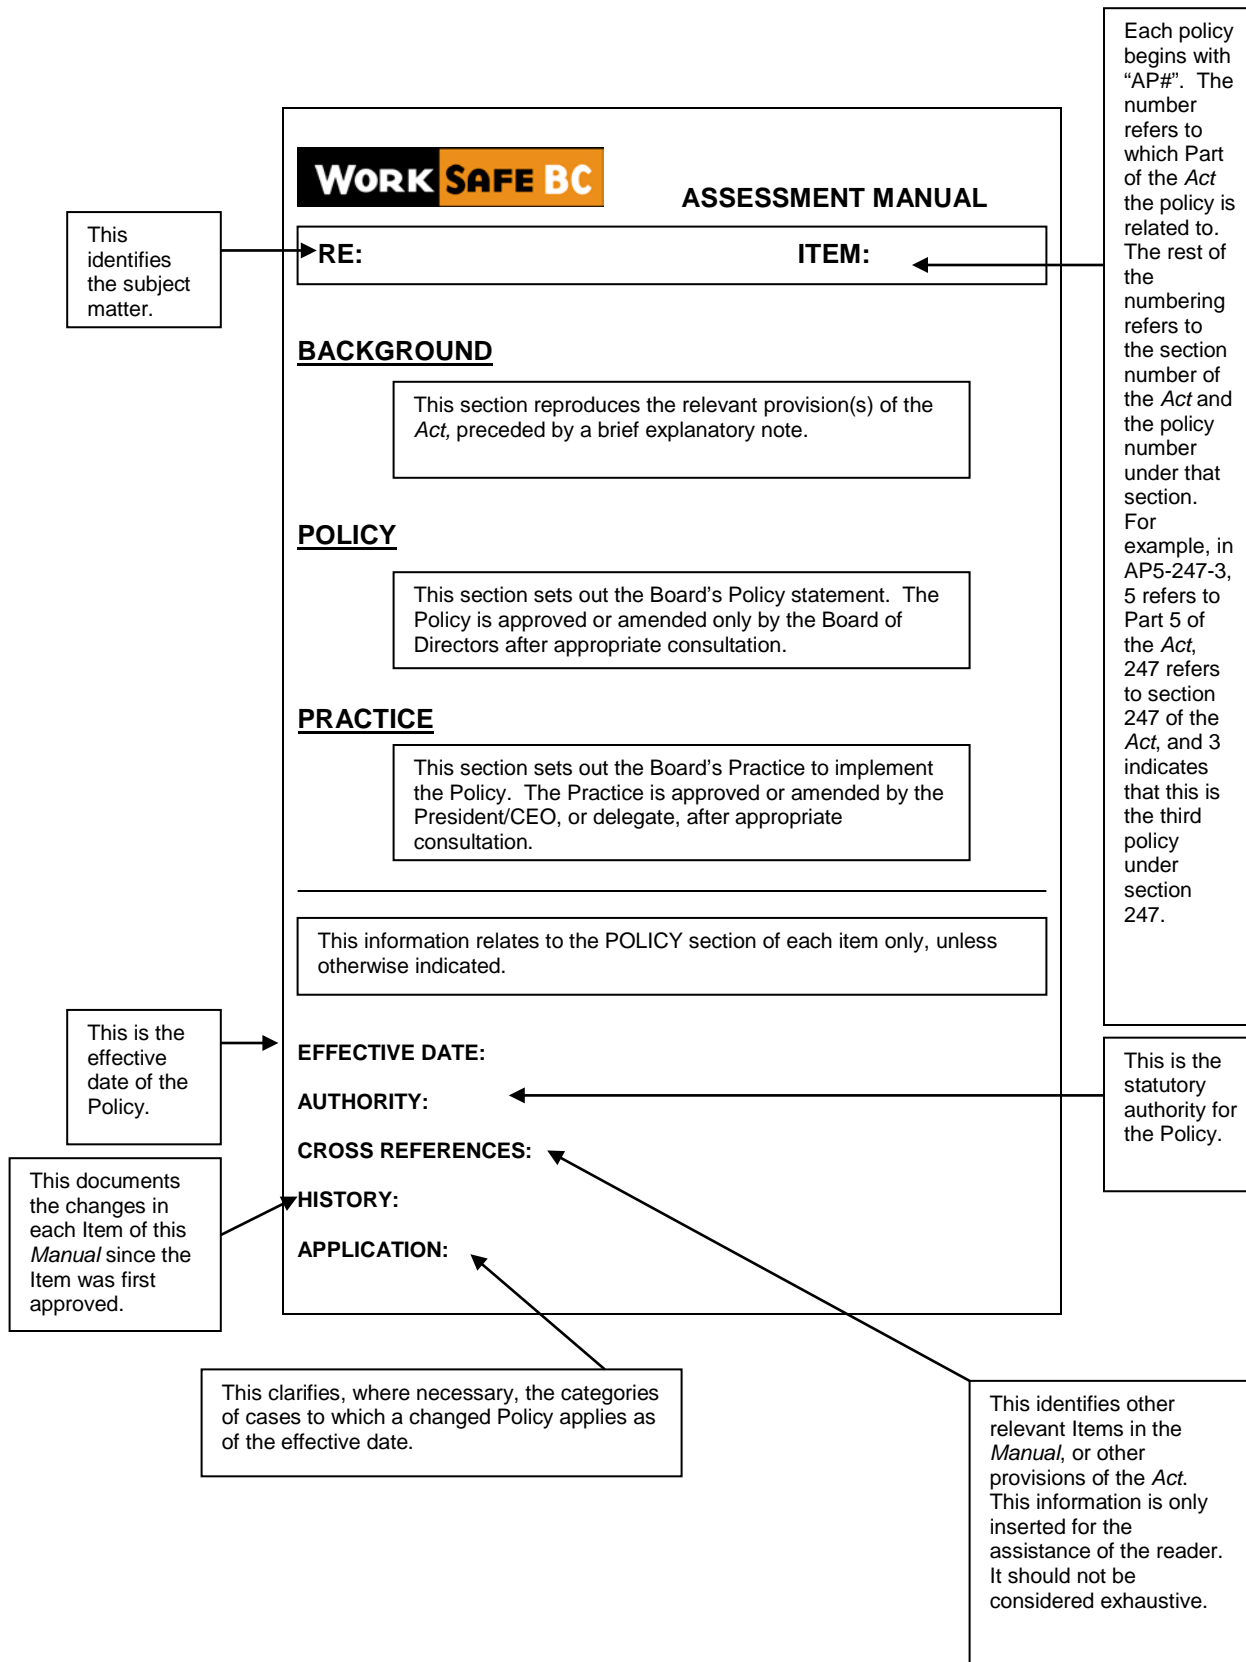 Each policy
begins with
“AP#”.  The
number
refers to
which Part
of the Act
the policy is
related to.
The rest of
the
numbering
refers to
the section
number of
the Act and
the policy
number
under that
section.
For
example, in
AP5-247-3,
5 refers to
Part 5 of
the Act,
247 refers
to section
247 of the
Act, and 3
indicates
that this is
the third
policy
under
section
247.
WORK SAFE BC
ASSESSMENT MANUAL
This
identifies
the subject
matter.
RE: ITEM:
BACKGROUND
This section reproduces the relevant provision(s) of the
Act, preceded by a brief explanatory note.
POLICY
This section sets out the Board’s Policy statement.  The
Policy is approved or amended only by the Board of
Directors after appropriate consultation.
PRACTICE
This section sets out the Board’s Practice to implement
the Policy.  The Practice is approved or amended by the
President/CEO, or delegate, after appropriate
consultation.
This information relates to the POLICY section of each item only, unless
otherwise indicated.
This is the
effective
date of the
Policy.
EFFECTIVE DATE:
This is the
statutory
authority for
the Policy.
AUTHORITY:
CROSS REFERENCES:
This documents
the changes in
each Item of this
Manual since the
Item was first
approved.
HISTORY:
APPLICATION:
This clarifies, where necessary, the categories
of cases to which a changed Policy applies as
of the effective date.
This identifies other
relevant Items in the
Manual, or other
provisions of the Act.
This information is only
inserted for the
assistance of the reader.
It should not be
considered exhaustive.